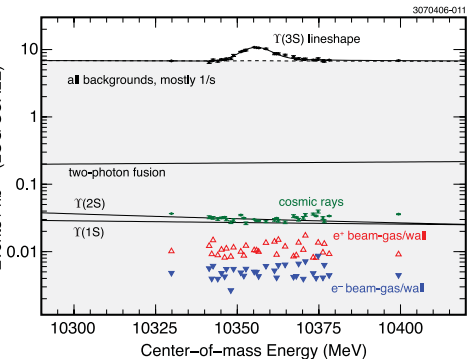 3070406-011
10
Υ(3S) lineshape
all backgrounds, mostly 1/s
1
two-photon fusion
0.1
Υ(2S)
cosmic rays
Υ(1S)
e+ beam-gas/wall
0.01
e− beam-gas/wall
10300 10325 10350 10375 10400
Center-of-mass Energy (MeV)